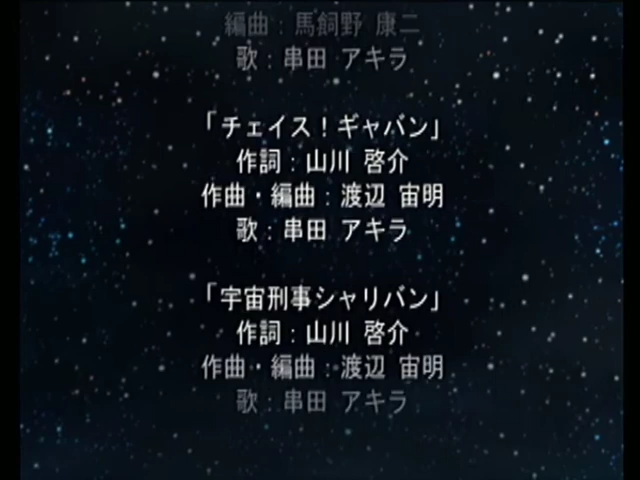 編曲：馬飼野 康二
歌：串田 アキラ
「チェイス！ギャバン」
作詞：山川 啓介
作曲・編曲：渡辺 宙明
歌：串田 アキラ
「宇宙刑事シャリバン」
作詞：山川 啓介
作曲・編曲：渡辺 宙明
歌：串田 アキラ